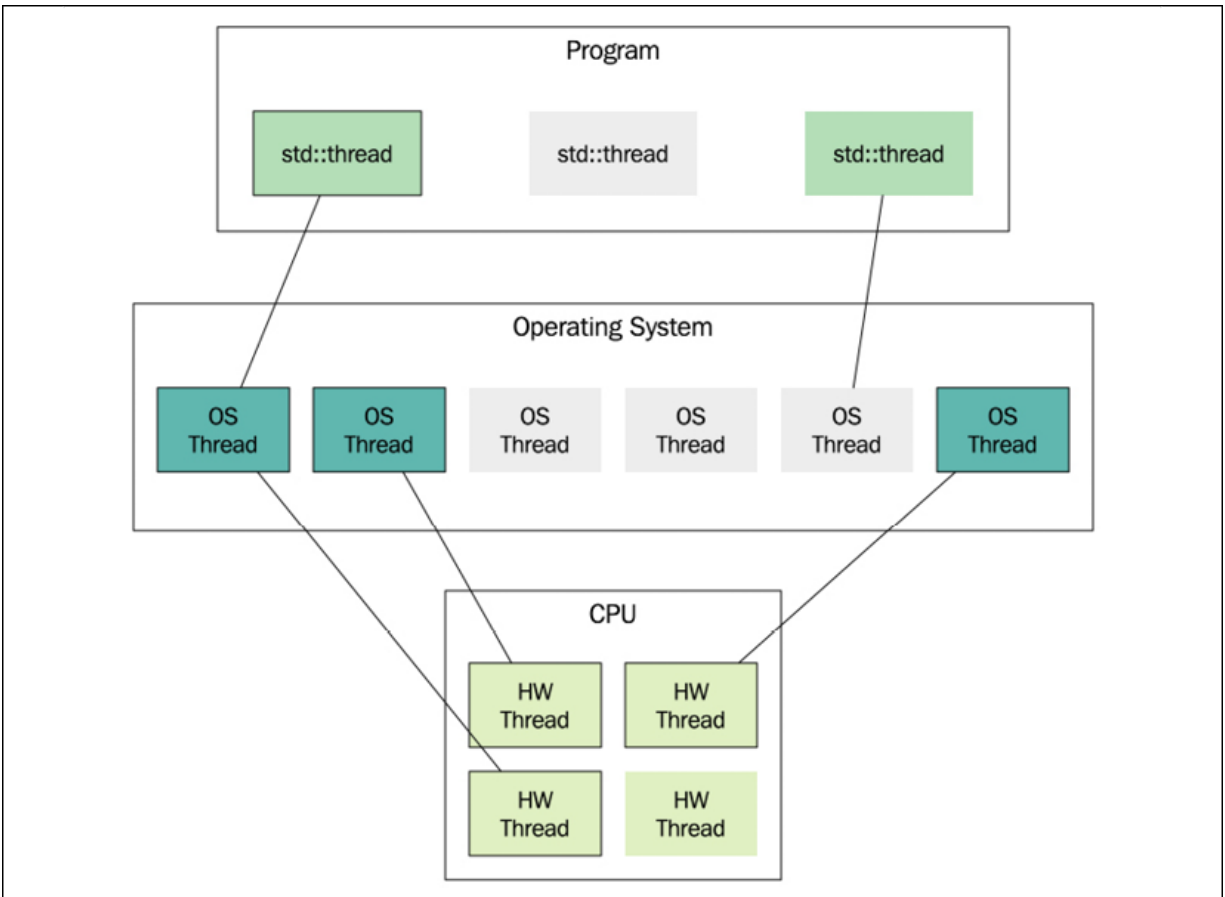 Program
std::thread
std::thread
std::thread
Operating System
OS
Thread
OS
Thread
OS
Thread
OS
Thread
OS
Thread
OS
Thread
CPU
HW
Thread
HW
Thread
HW
Thread
HW
Thread